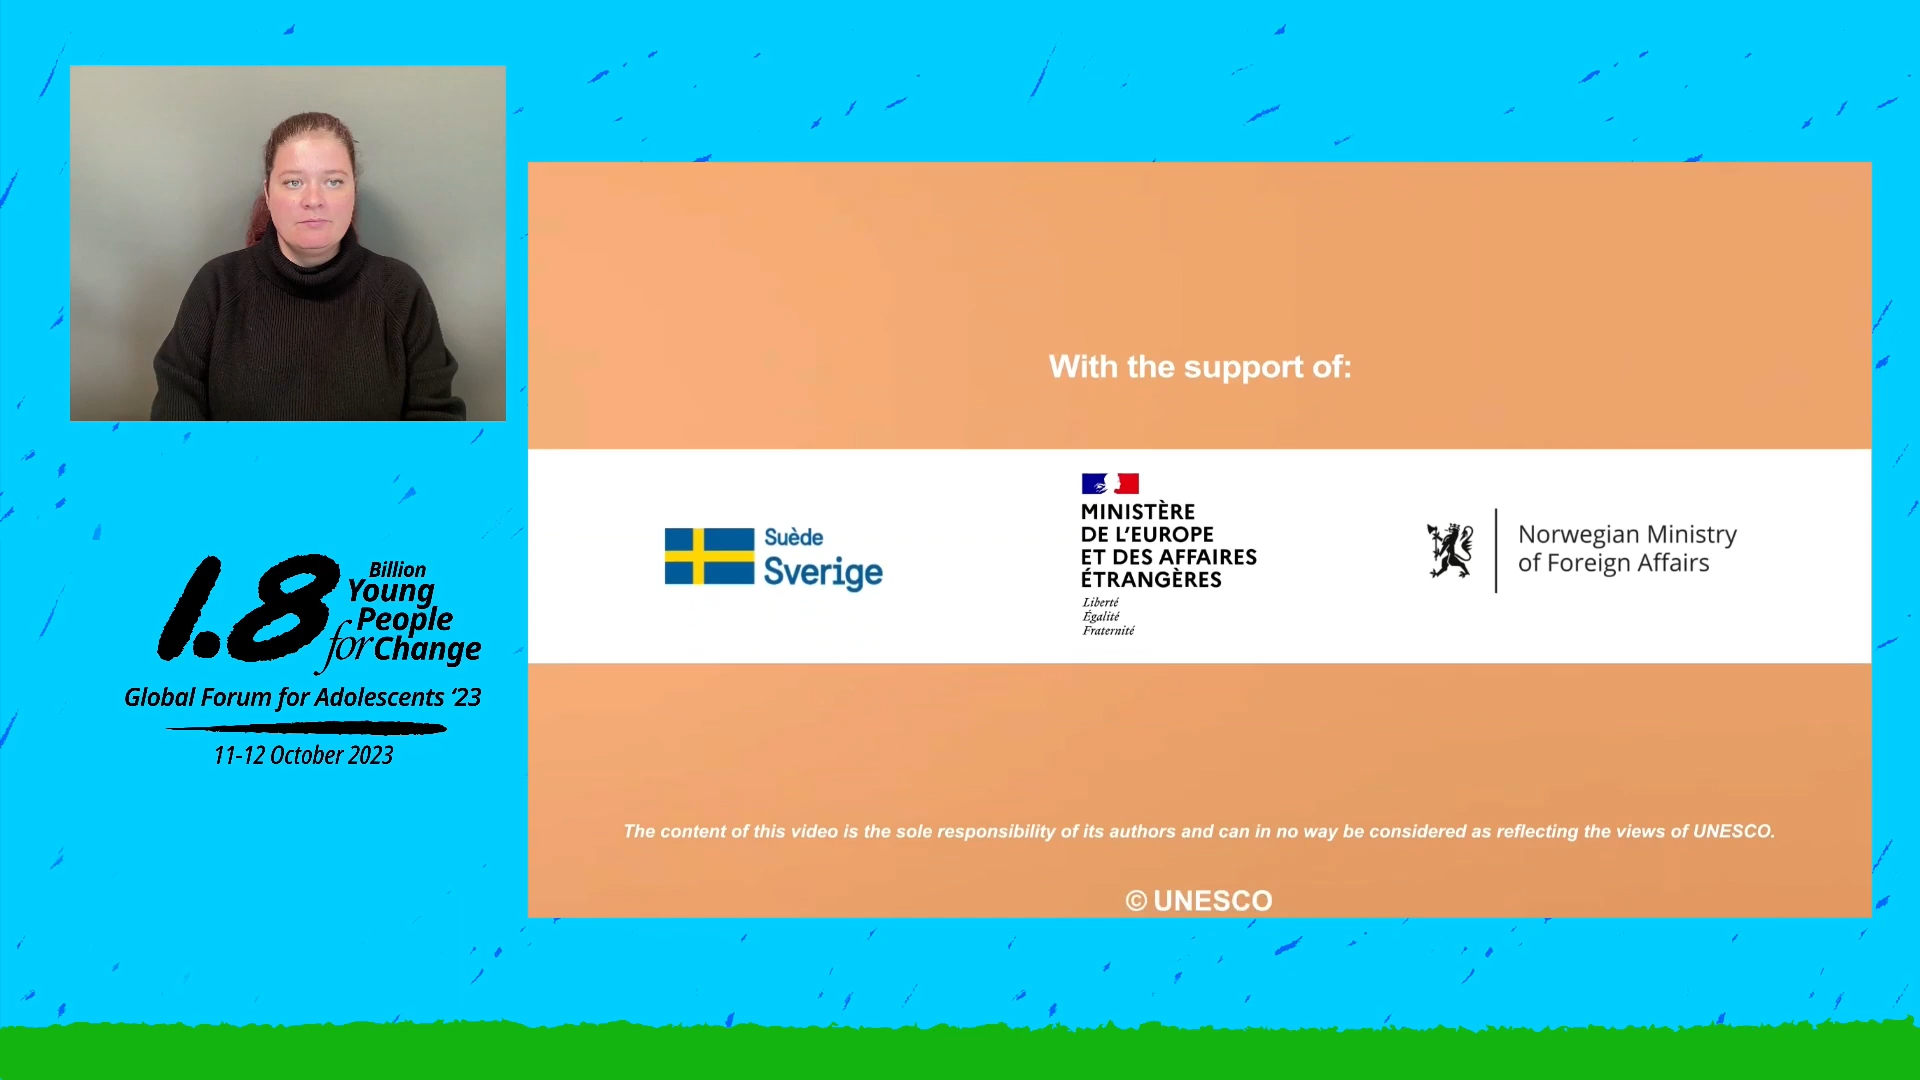 1.8
Billion
Young
People
for Change
Global Forum for Adolescents ‘23
11-12 October 2023
With the support of:
Suède
Sverige
MINISTÈRE
DE L’EUROPE
ET DES AFFAIRES
ÉTRANGÈRES
Liberté
Égalité
Fraternité
Norwegian Ministry
of Foreign Affairs
The content of this video is the sole responsibility of its authors and can in no way be considered as reflecting the views of UNESCO.
© UNESCO